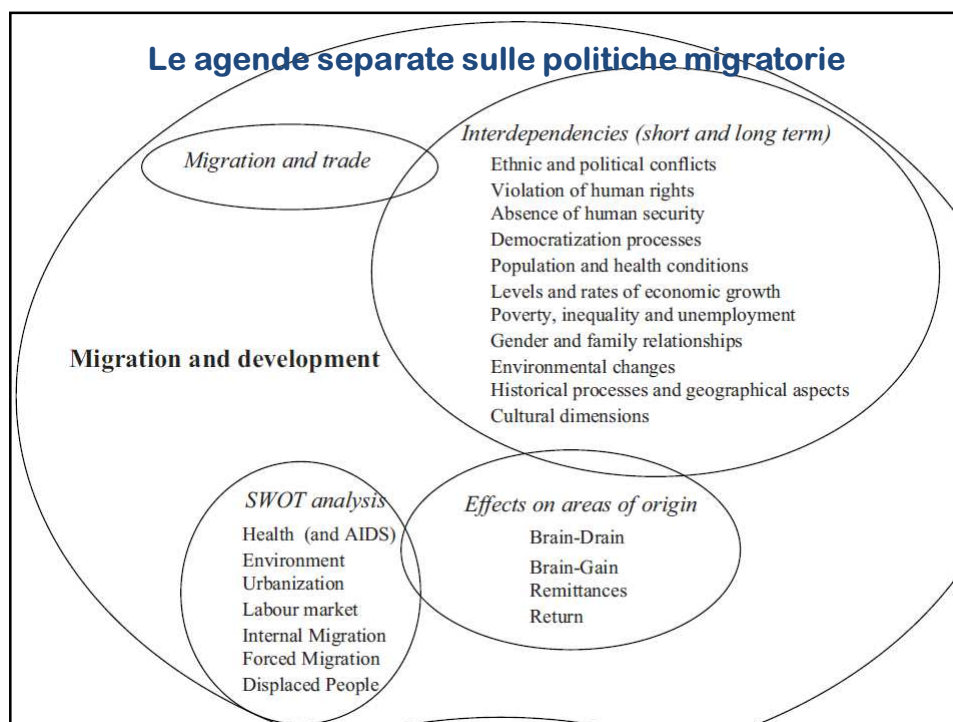 Le agende separate sulle politiche migratorie
Migration and trade
Interdependencies (short and long term)
Ethnic and political conflicts
Violation of human rights
Absence of human security
Democratization processes
Population and health conditions
Levels and rates of economic growth
Poverty, inequality and unemployment
Gender and family relationships
Environmental changes
Historical processes and geographical aspects
Cultural dimensions
Migration and development
SWOT analysis
Health (and AIDS)
Environment
Urbanization
Labour market
Internal Migration
Forced Migration
Displaced People
Effects on areas of origin
Brain-Drain
Brain-Gain
Remittances
Return